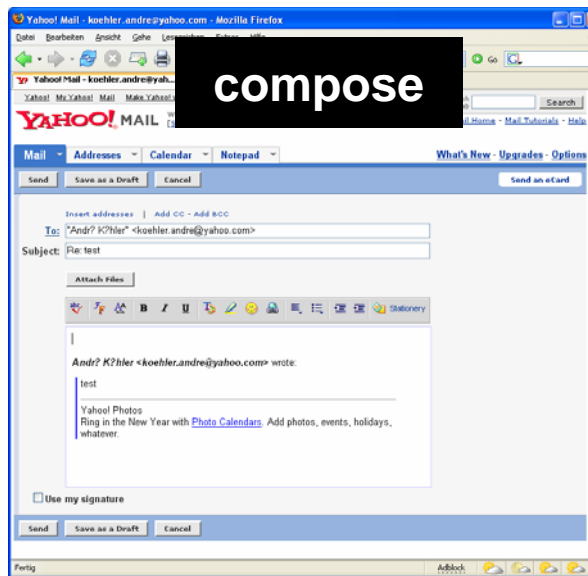 Yahoo! Mail - koehler.andre@yahoo.com - Mozilla Firefox
Datei Bearbeiten Ansicht Gehe
compose
Go
Yahoo! Mail - koehler.andre@yah...
Yahoo! My Yahoo! Mail Make Yahoo!
Search
YAHOO! MAIL
Mail Home - Mail Tutorials - Help
Mail Addresses Calendar Notepad
What's New - Upgrades - Options
Send Save as a Draft Cancel
Send an eCard
Insert addresses | Add CC - Add BCC
To: "Andr? K?hler" <koehler.andre@yahoo.com>
Subject: Re: test
Attach Files
B I U Stationery
Andr? K?hler <koehler.andre@yahoo.com> wrote:
test
Yahoo! Photos
Ring in the New Year with Photo Calendars. Add photos, events, holidays,
whatever.
Use my signature
Send Save as a Draft Cancel
Fertig
Adblock